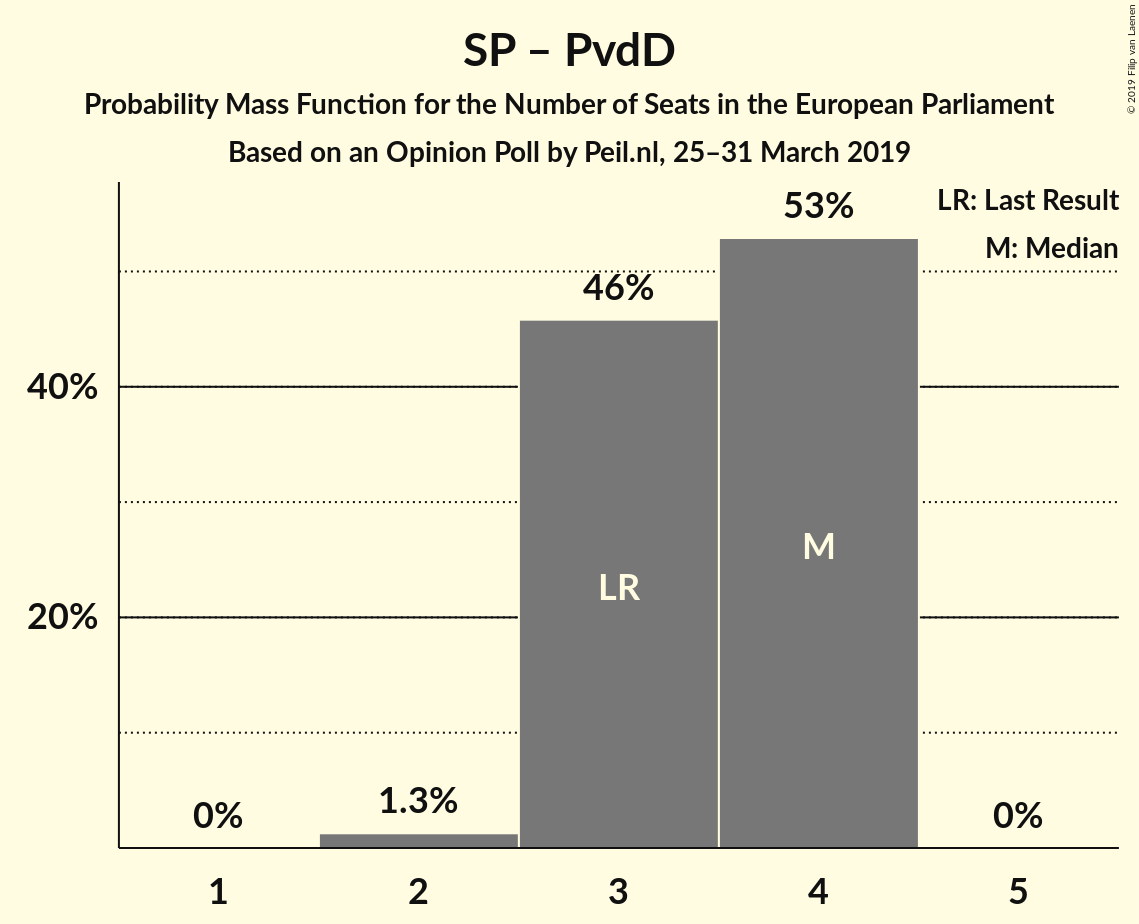 SP – PvdD
Probability Mass Function for the Number of Seats in the European Parliament
Based on an Opinion Poll by Peil.nl, 25–31 March 2019
© 2019 Filip van Laenen
LR: Last Result
M: Median
53%
46%
40%
M
LR
20%
1.3%
0%
0%
1
2
3
4
5